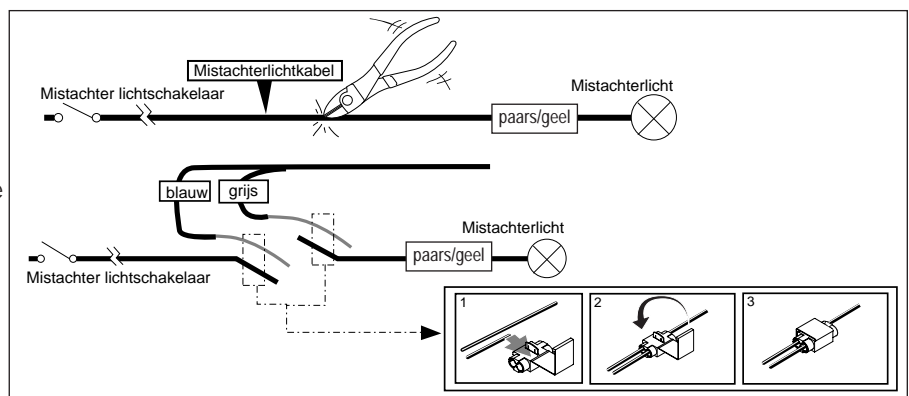 Mistachterlichtkabel
Mistachter lichtschakelaar
Mistachterlicht
paars/geel
blauw
grijs
e
Mistachterlicht
paars/geel
Mistachter lichtschakelaar
1
2
3